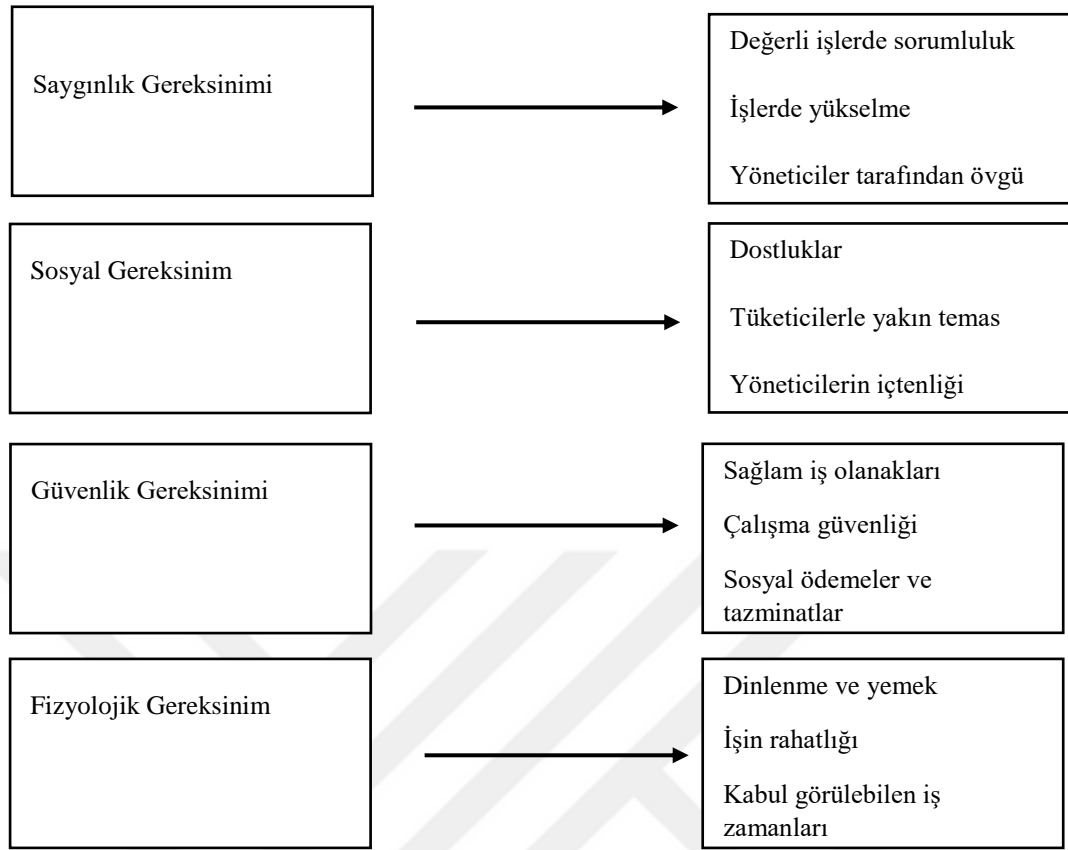 Saygınlık Gereksinimi
Değerli işlerde sorumluluk
İşlerde yükselme
Yöneticiler tarafından övgü
Sosyal Gereksinim
Dostluklar
Tüketicilerle yakın temas
Yöneticilerin içtenliği
Güvenlik Gereksinimi
Sağlam iş olanakları
Çalışma güvenliği
Sosyal ödemeler ve
tazminatlar
Fizyolojik Gereksinim
Dinlenme ve yemek
İşin rahatlığı
Kabul görülebilen iş
zamanları